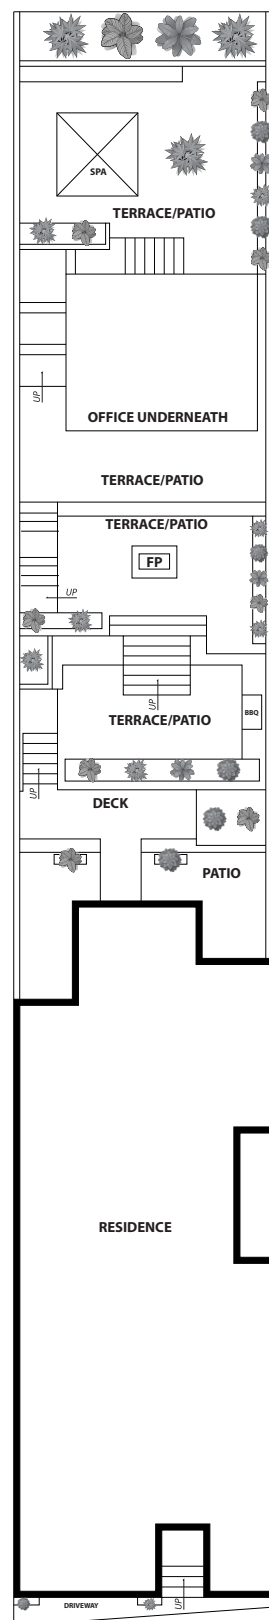 SPA
TERRACE/PATIO
UP
OFFICE UNDERNEATH
TERRACE/PATIO
TERRACE/PATIO
FP
UP
UP
BBQ
TERRACE/PATIO
UP
DECK
PATIO
RESIDENCE
UP
DRIVEWAY